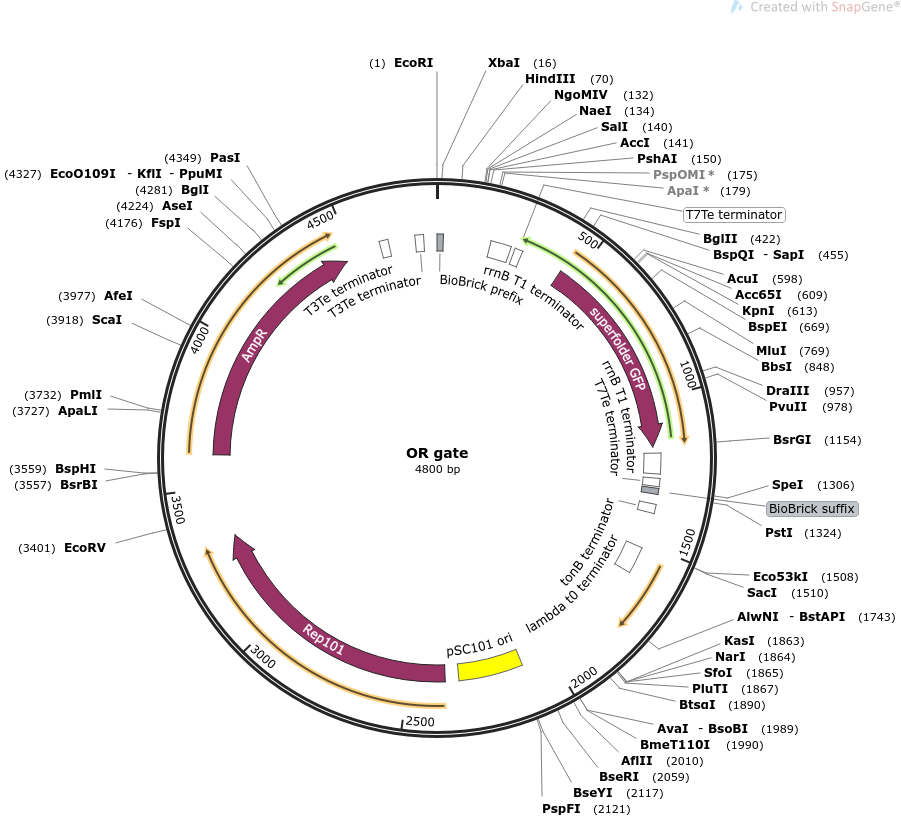 Created with SnapGene®
(1) EcoRI
XbaI (16)
HindIII (70)
NgoMIV (132)
NaeI (134)
SalI (140)
AccI (141)
PshAI (150)
PspOMI * (175)
ApaI * (179)
T7Te terminator
BglII (422)
BspQI - SapI (455)
AcuI (598)
Acc65I (609)
KpnI (613)
BspEI (669)
MluI (769)
BbsI (848)
DraIII (957)
PvuII (978)
BsrGI (1154)
SpeI (1306)
BioBrick suffix
PstI (1324)
Eco53kI (1508)
SacI (1510)
AlwNI - BstAPI (1743)
KasI (1863)
NarI (1864)
SfoI (1865)
PluTI (1867)
BtsαI (1890)
AvaI - BsoBI (1989)
BmeT110I (1990)
AflII (2010)
BseRI (2059)
BseYI (2117)
PspFI (2121)
(4349) PasI
(4327) EcoO109I - KflI - PpuMI
(4281) BglI
(4224) AseI
(4176) FspI
(3977) AfeI
(3918) ScaI
(3732) PmlI
(3727) ApaLI
(3559) BspHI
(3557) BsrBI
(3401) EcoRV
500
1000
1500
2000
2500
3000
3500
4000
4500
T3Te terminator
T3Te terminator
BioBrick prefix
rrnB T1 terminator
superfolder GFP
rrnB T1 terminator
T7Te terminator
tonB terminator
lambda t0 terminator
pSC101 ori
Rep101
AmpR
OR gate
4800 bp